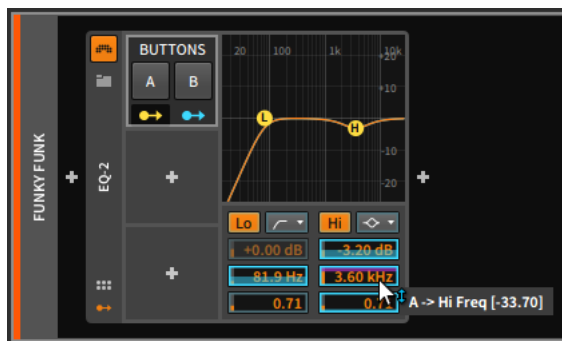 FUNKY FUNK
EQ-2
BUTTONS
A B
20 100 1k 10k
+20
+10
-10
-20
L
H
Lo Hi
+0.00 dB -3.20 dB
81.9 Hz 3.60 kHz
0.71 0.71
A -> Hi Freq [-33.70]